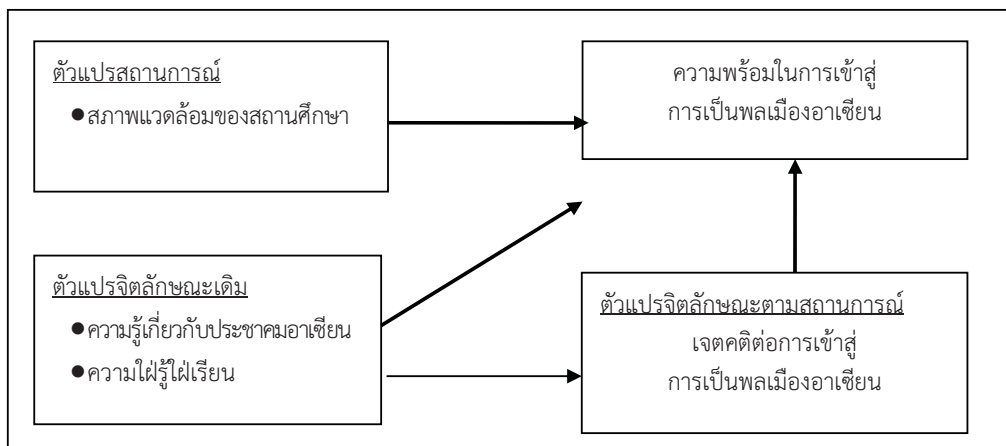 ตัวแปรสถานการณ์
● สภาพแวดล้อมของสถานศึกษา
ความพร้อมในการเข้าสู่
การเป็นพลเมืองอาเซียน
ตัวแปรจิตลักษณะเดิม
● ความรู้เกี่ยวกับประชาคมอาเซียน
● ความใฝ่รู้ใฝ่เรียน
ตัวแปรจิตลักษณะตามสถานการณ์
เจตคติต่อการเข้าสู่
การเป็นพลเมืองอาเซียน